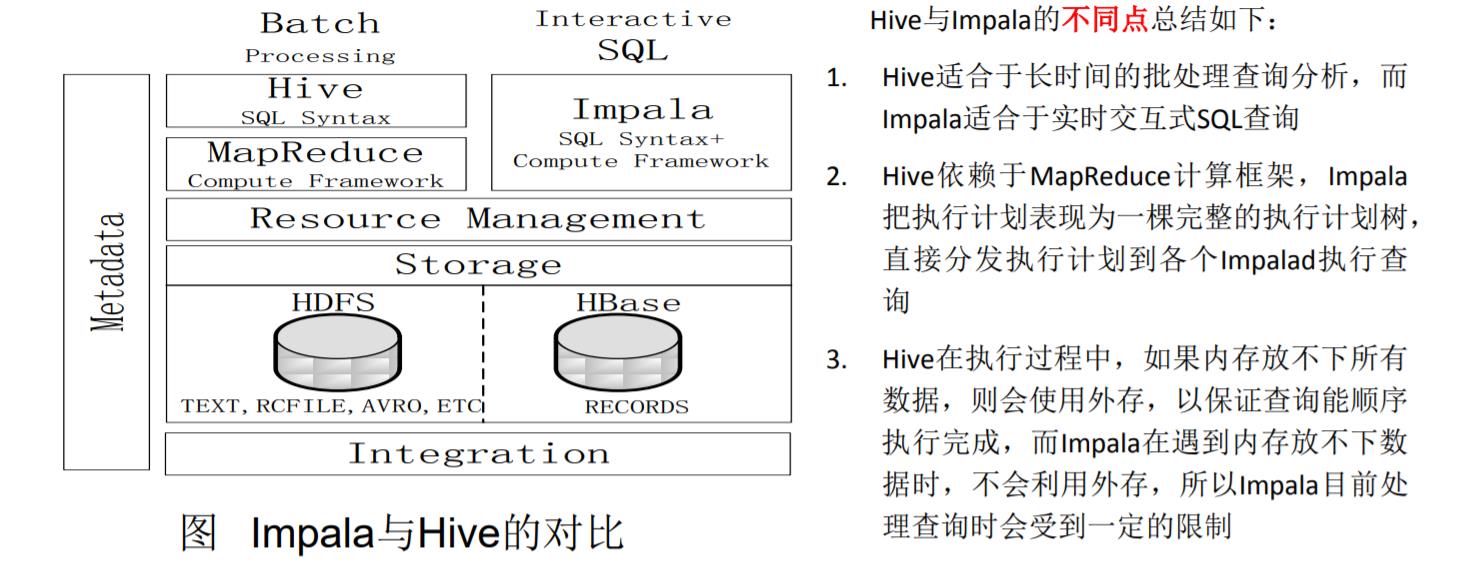 Batch
Processing
Interactive
SQL
Metadata
Hive
SQL Syntax
MapReduce
Compute Framework
Impala
SQL Syntax+
Compute Framework
Resource Management
Storage
HDFS
TEXT, RCFILE, AVRO, ETC
HBase
RECORDS
Integration
图 Impala与Hive的对比
Hive与Impala的不同点总结如下：
1. Hive适合于长时间的批处理查询分析，而
Impala适合于实时交互式SQL查询
2. Hive依赖于MapReduce计算框架，Impala
把执行计划表现为一棵完整的执行计划树，
直接分发执行计划到各个Impalad执行查
询
3. Hive在执行过程中，如果内存放不下所有
数据，则会使用外存，以保证查询能顺序
执行完成，而Impala在遇到内存放不下数
据时，不会利用外存，所以Impala目前处
理查询时会受到一定的限制